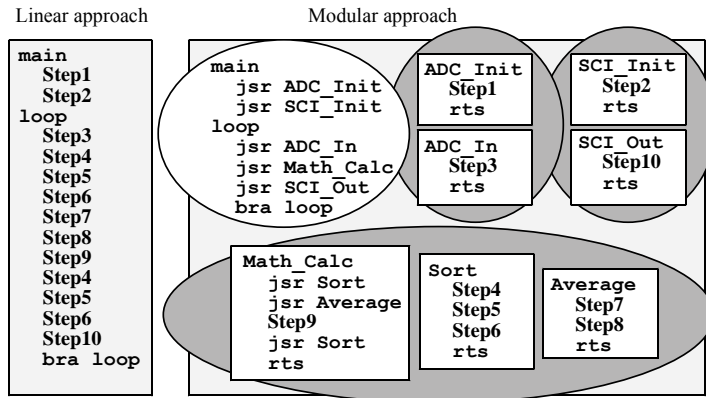 Linear approach
Modular approach
main
Step1
Step2
loop
Step3
Step4
Step5
Step6
Step7
Step8
Step9
Step4
Step5
Step6
Step10
bra loop
main
jsr ADC_Init
jsr SCI_Init
loop
jsr ADC_In
jsr Math_Calc
jsr SCI_Out
bra loop
ADC_Init
Step1
rts
SCI_Init
Step2
rts
ADC_In
Step3
rts
SCI_Out
Step10
rts
Math_Calc
jsr Sort
jsr Average
Step9
jsr Sort
rts
Sort
Step4
Step5
Step6
rts
Average
Step7
Step8
rts